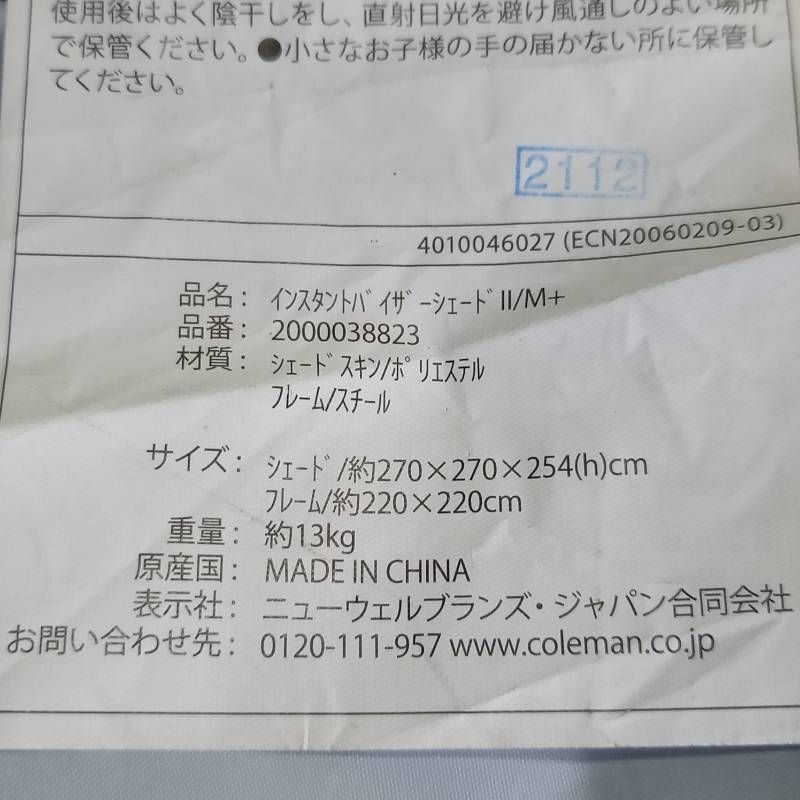 使用後はよく陰干しをし、直射日光を避け風通しのよい場所
で保管ください。●小さなお子様の手の届かない所に保管し
てください。
2112
4010046027 (ECN20060209-03)
品名： ｲﾝｽﾀﾝﾄﾊﾞｲｻﾞｰｼｪｰﾄﾞII/M+
品番： 2000038823
材質： ｼｪｰﾄﾞｽｷﾝ/ﾎﾟﾘｴｽﾃﾙ
ﾌﾚｰﾑ/ｽﾁｰﾙ
サイズ： ｼｪｰﾄﾞ/約270×270×254(h)cm
ﾌﾚｰﾑ/約220×220cm
重量： 約13kg
原産国： MADE IN CHINA
表示社： ニューウェルブランズ・ジャパン合同会社
お問い合わせ先： 0120-111-957 www.coleman.co.jp